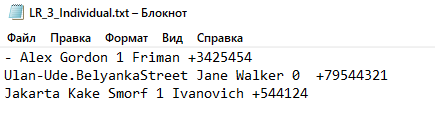 LR_3_Individual.txt – Блокнот
Файл Правка Формат Вид Справка
- Alex Gordon 1 Friman +3425454
Ulan-Ude.BelyankaStreet Jane Walker 0  +79544321
Jakarta Kake Smorf 1 Ivanovich +544124